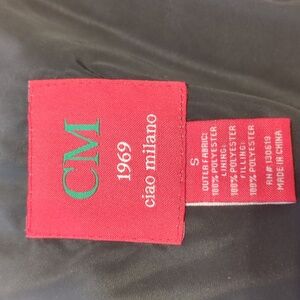 CM
1969
ciao milano
S
OUTER FABRIC:
100% POLYESTER
LINING:
100% POLYESTER
FILLING:
100% POLYESTER
RN# 130619
MADE IN CHINA